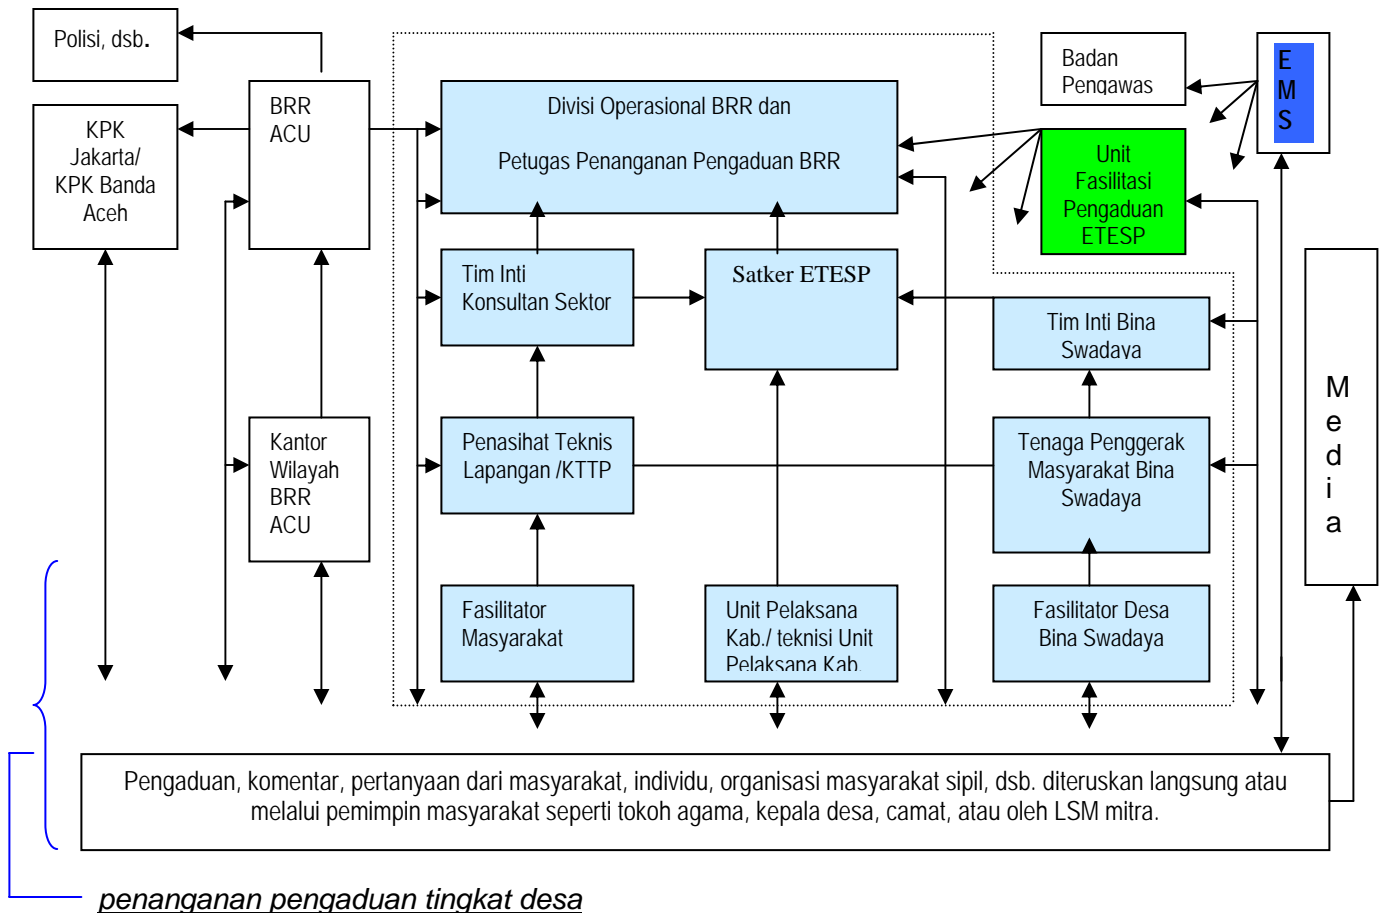 Polisi, dsb.
KPK
Jakarta/
KPK Banda
Aceh
BRR
ACU
Divisi Operasional BRR dan
Petugas Penanganan Pengaduan BRR
Badan
Pengawas
E
M
S
Unit
Fasilitasi
Pengaduan
ETESP
Tim Inti
Konsultan Sektor
Satker ETESP
Tim Inti Bina
Swadaya
M
e
d
i
a
Kantor
Wilayah
BRR
ACU
Penasihat Teknis
Lapangan /KTTP
Tenaga Penggerak
Masyarakat Bina
Swadaya
Fasilitator
Masyarakat
Unit Pelaksana
Kab./ teknisi Unit
Pelaksana Kab.
Fasilitator Desa
Bina Swadaya
Pengaduan, komentar, pertanyaan dari masyarakat, individu, organisasi masyarakat sipil, dsb. diteruskan langsung atau
melalui pemimpin masyarakat seperti tokoh agama, kepala desa, camat, atau oleh LSM mitra.
penanganan pengaduan tingkat desa